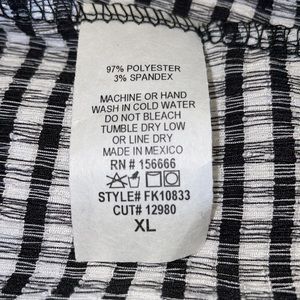 97% POLYESTER
3% SPANDEX
MACHINE OR HAND
WASH IN COLD WATER
DO NOT BLEACH
TUMBLE DRY LOW
OR LINE DRY
MADE IN MEXICO
RN # 156666
STYLE# FK10833
CUT# 12980
XL